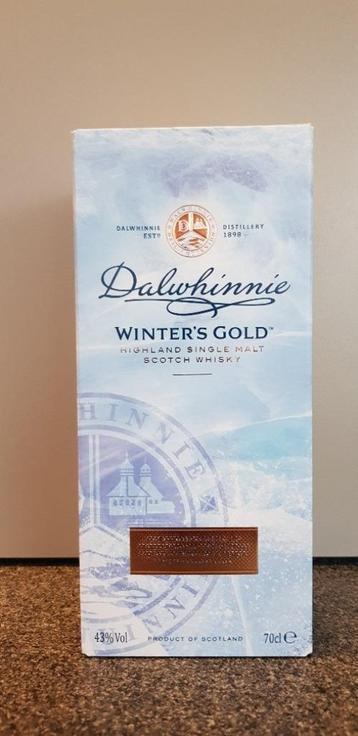 DALWHINNIE DISTILLERY
ESTD 1898
Dalwhinnie
WINTER'S GOLD™
HIGHLAND SINGLE MALT
SCOTCH WHISKY
HINNIE
43% Vol PRODUCT OF SCOTLAND 70cl ℮